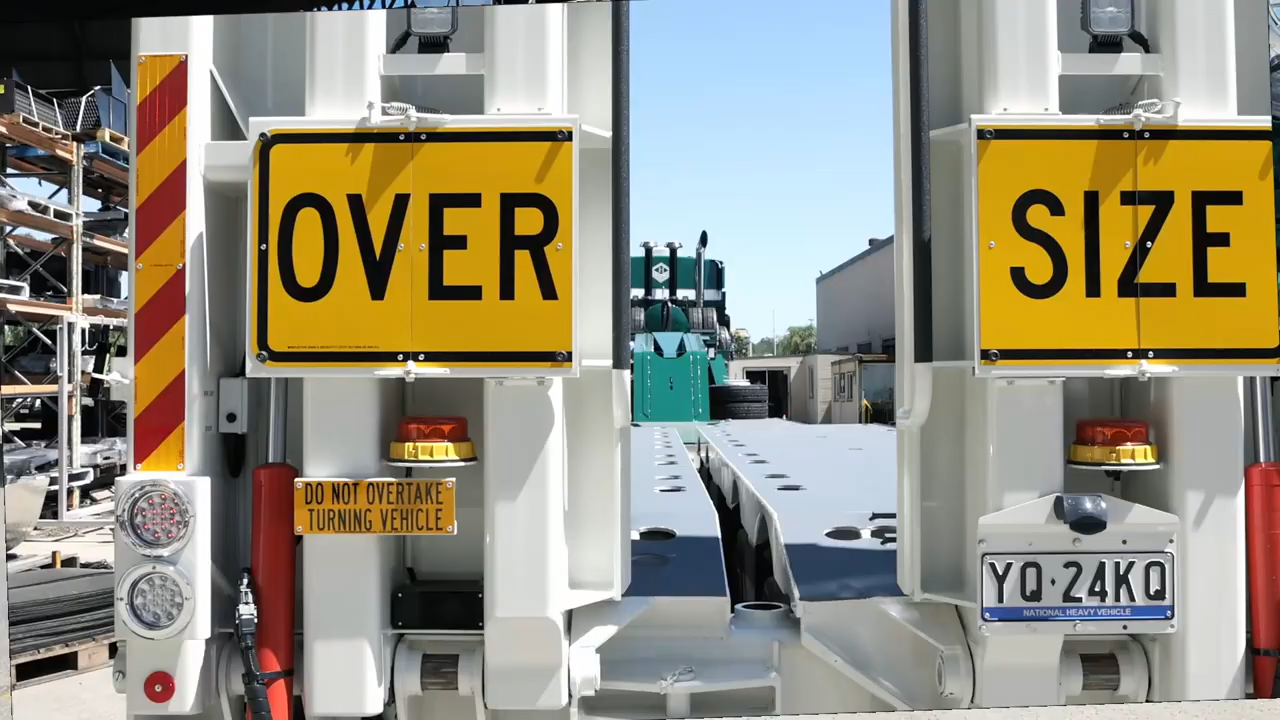 OVER
SIZE
DO NOT OVERTAKE
TURNING VEHICLE
YQ·24KQ
NATIONAL HEAVY VEHICLE